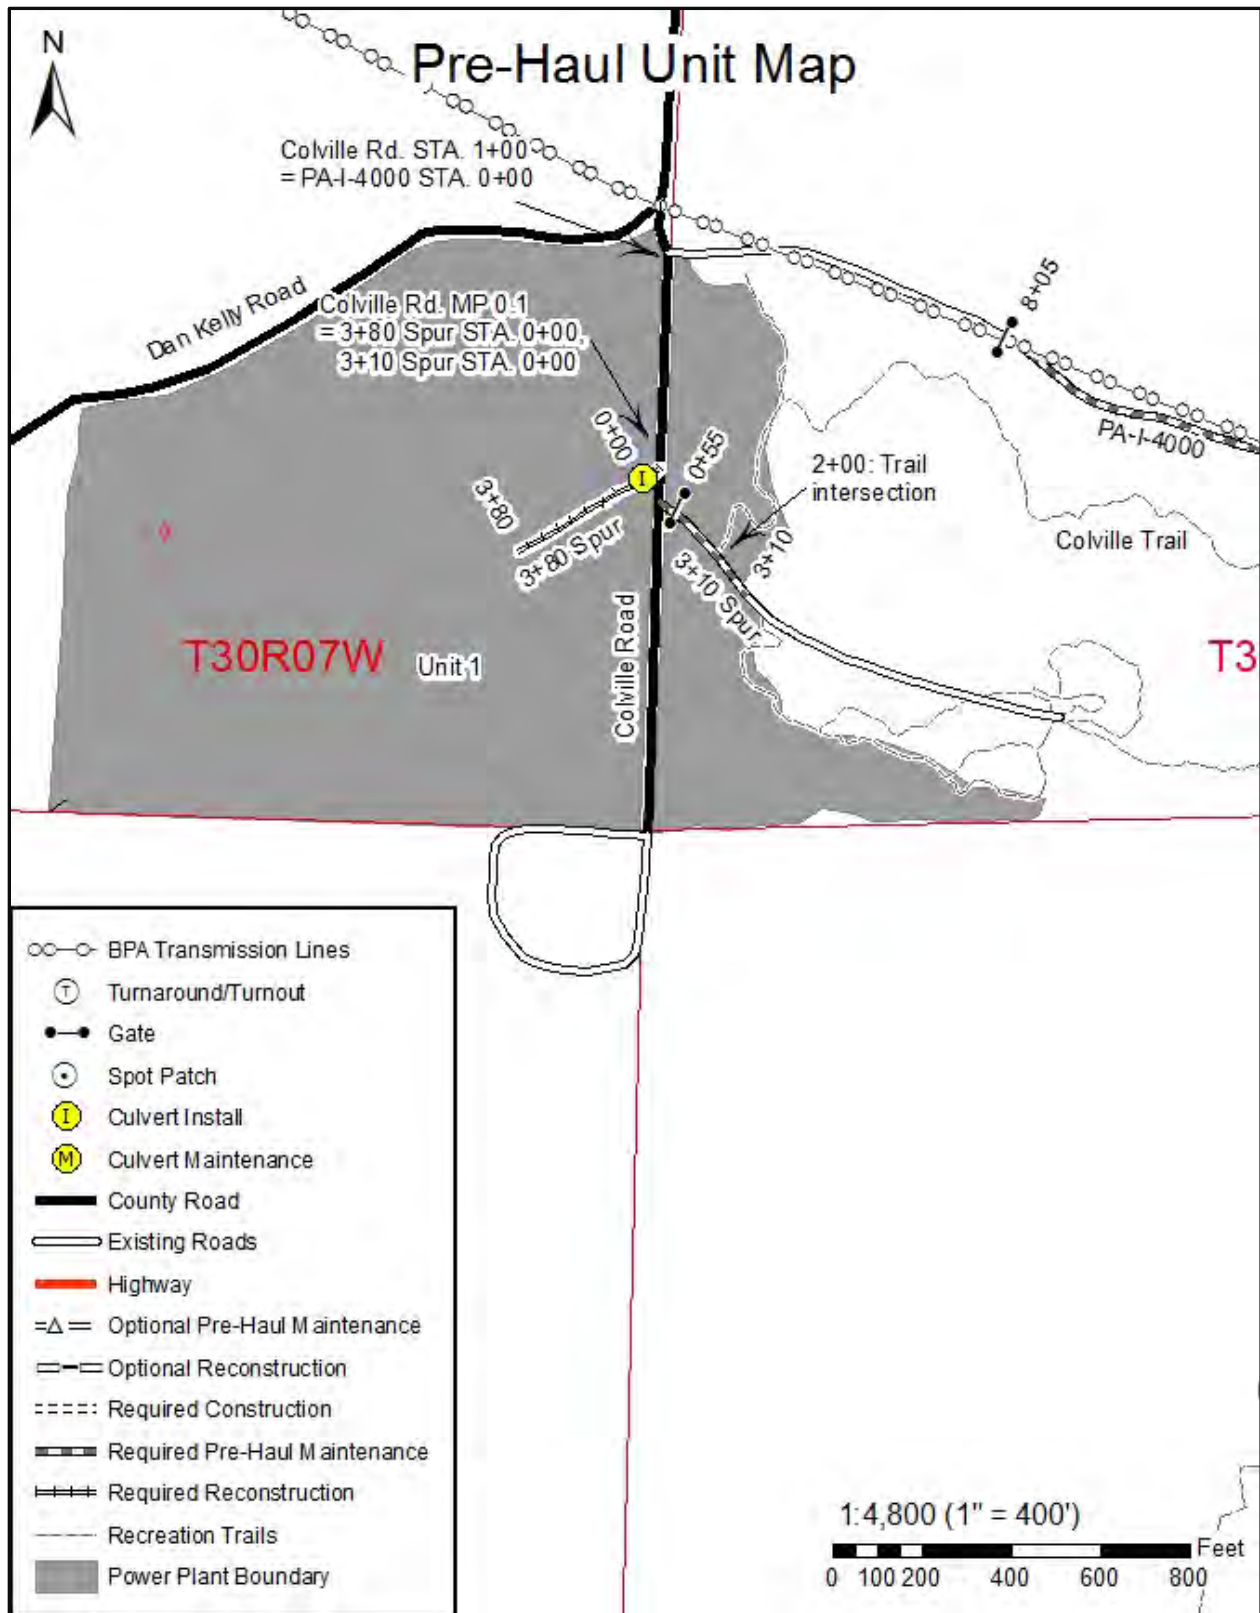 N
Pre-Haul Unit Map
Colville Rd. STA. 1+00
= PA-I-4000 STA. 0+00
Dan Kelly Road
8+05
Colville Rd. MP 0.1
= 3+80 Spur STA. 0+00,
3+10 Spur STA. 0+00
PA-I-4000
0+00
0+55
2+00: Trail
intersection
I
3+80
3+80 Spur
3+10
3+10 Spur
Colville Trail
T30R07W
Unit 1
Colville Road
T3
BPA Transmission Lines
T
Turnaround/Turnout
Gate
Spot Patch
I
Culvert Install
M
Culvert Maintenance
County Road
Existing Roads
Highway
Optional Pre-Haul Maintenance
Optional Reconstruction
Required Construction
Required Pre-Haul Maintenance
Required Reconstruction
Recreation Trails
Power Plant Boundary
1:4,800 (1" = 400')
Feet
0 100 200 400 600 800